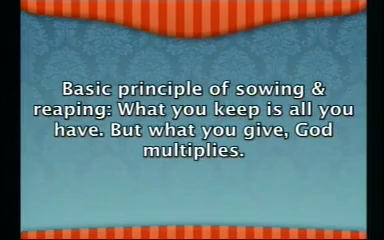 Basic principle of sowing &
reaping: What you keep is all you
have. But what you give, God
multiplies.